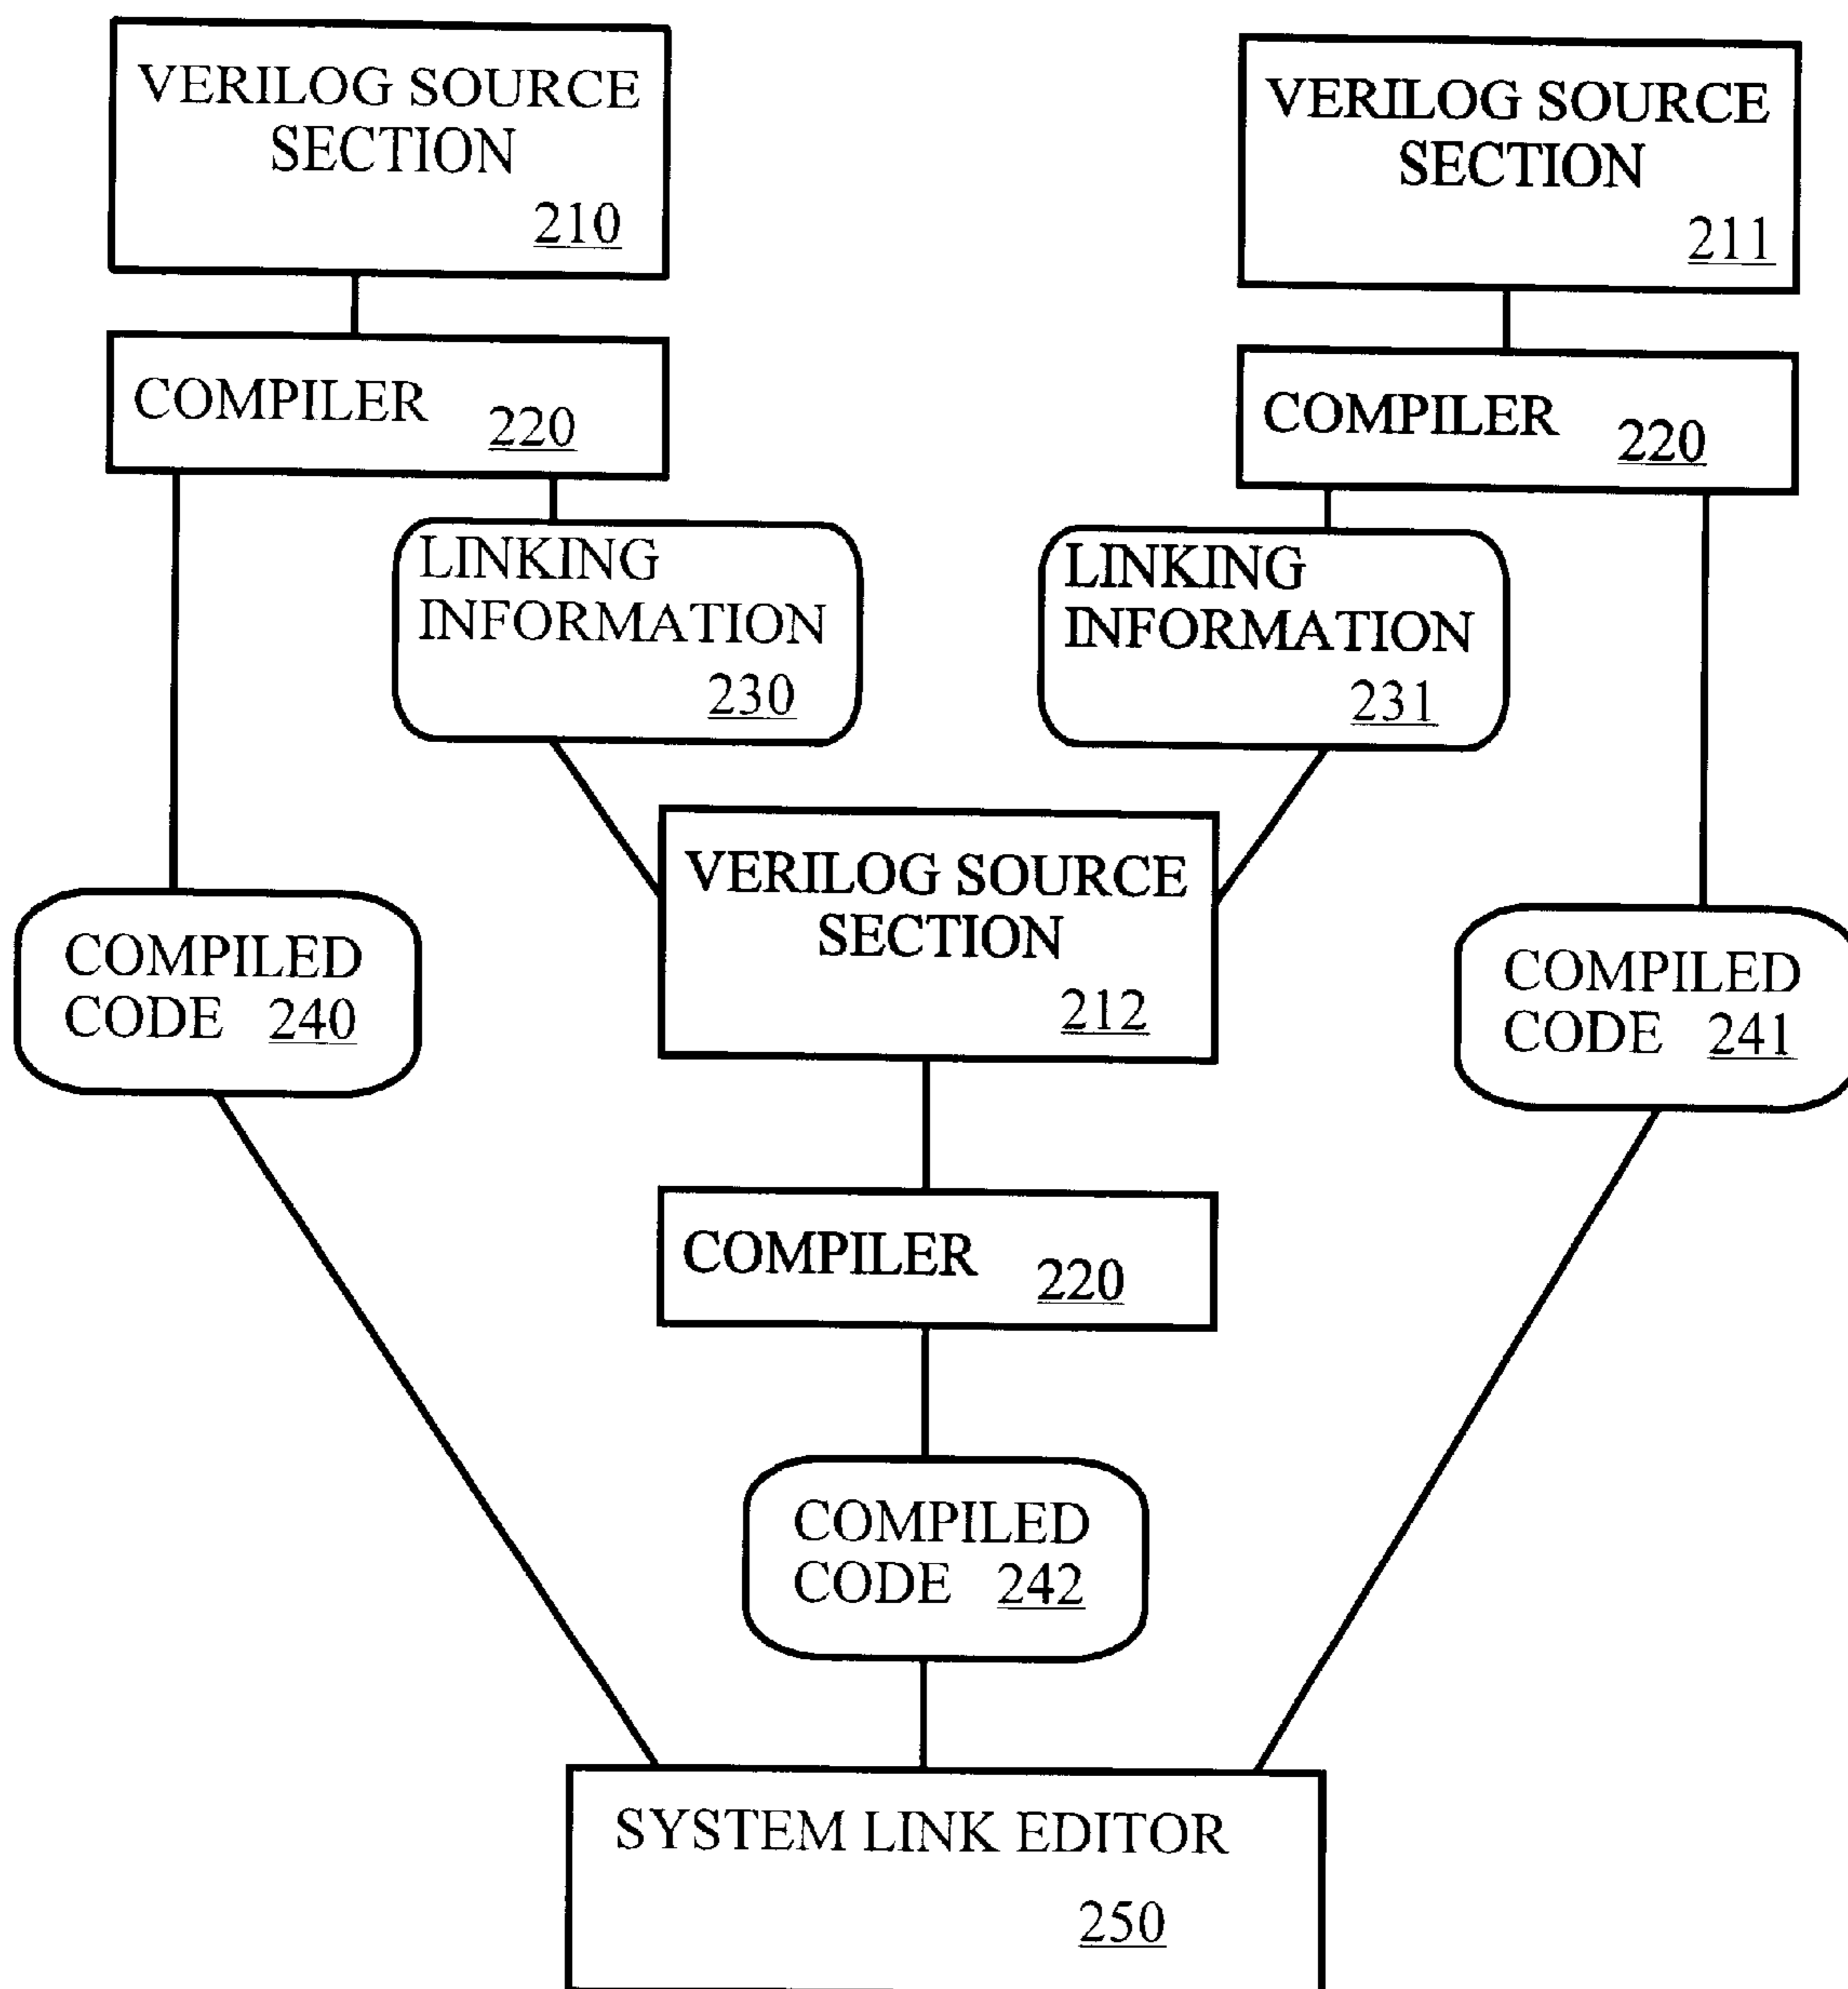 VERILOG SOURCE
SECTION
210
VERILOG SOURCE
SECTION
211
COMPILER 220
COMPILER 220
LINKING
INFORMATION
230
LINKING
INFORMATION
231
VERILOG SOURCE
SECTION
212
COMPILED
CODE 240
COMPILED
CODE 241
COMPILER 220
COMPILED
CODE 242
SYSTEM LINK EDITOR
250